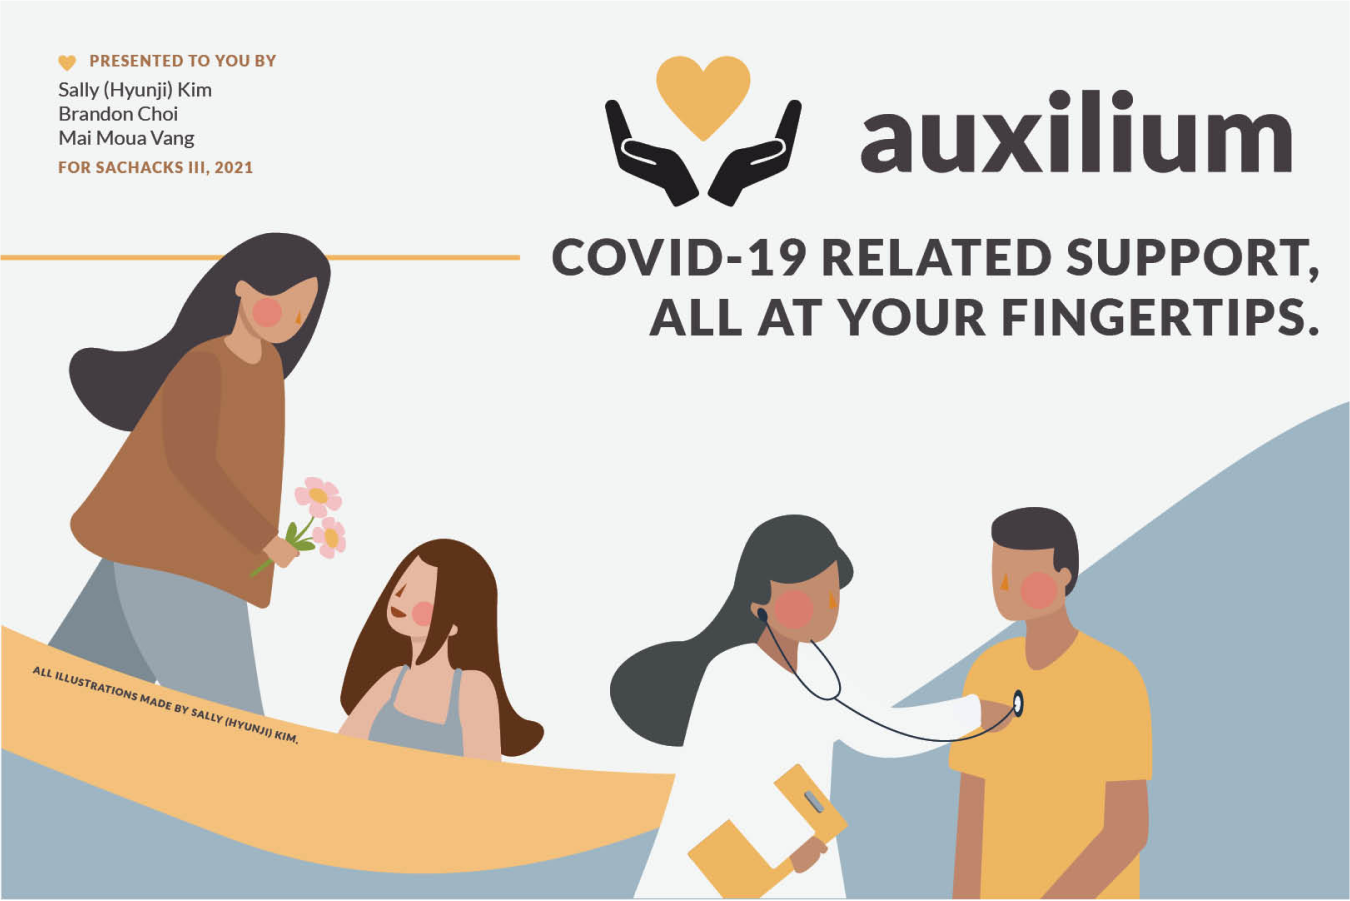 PRESENTED TO YOU BY
Sally (Hyunji) Kim
Brandon Choi
Mai Moua Vang
FOR SACHACKS III, 2021
auxilium
COVID-19 RELATED SUPPORT,
ALL AT YOUR FINGERTIPS.
ALL ILLUSTRATIONS MADE BY SALLY (HYUNJI) KIM.